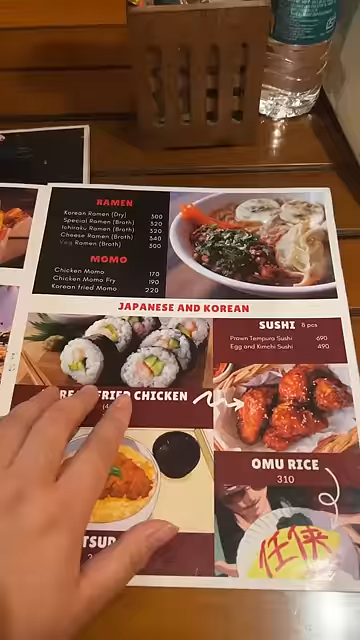 RAMEN
Korean Ramen (Dry) 300
Special Ramen (Broth) 320
Ichiraku Ramen (Broth) 320
Cheese Ramen (Broth) 340
Veg Ramen (Broth) 300
MOMO
Chicken Momo 170
Chicken Momo Fry 190
Korean fried Momo 220
JAPANESE AND KOREAN
SUSHI 8 pcs
Prawn Tempura Sushi 690
Egg and Kimchi Sushi 490
FRIED CHICKEN
OMU RICE
310
任侠